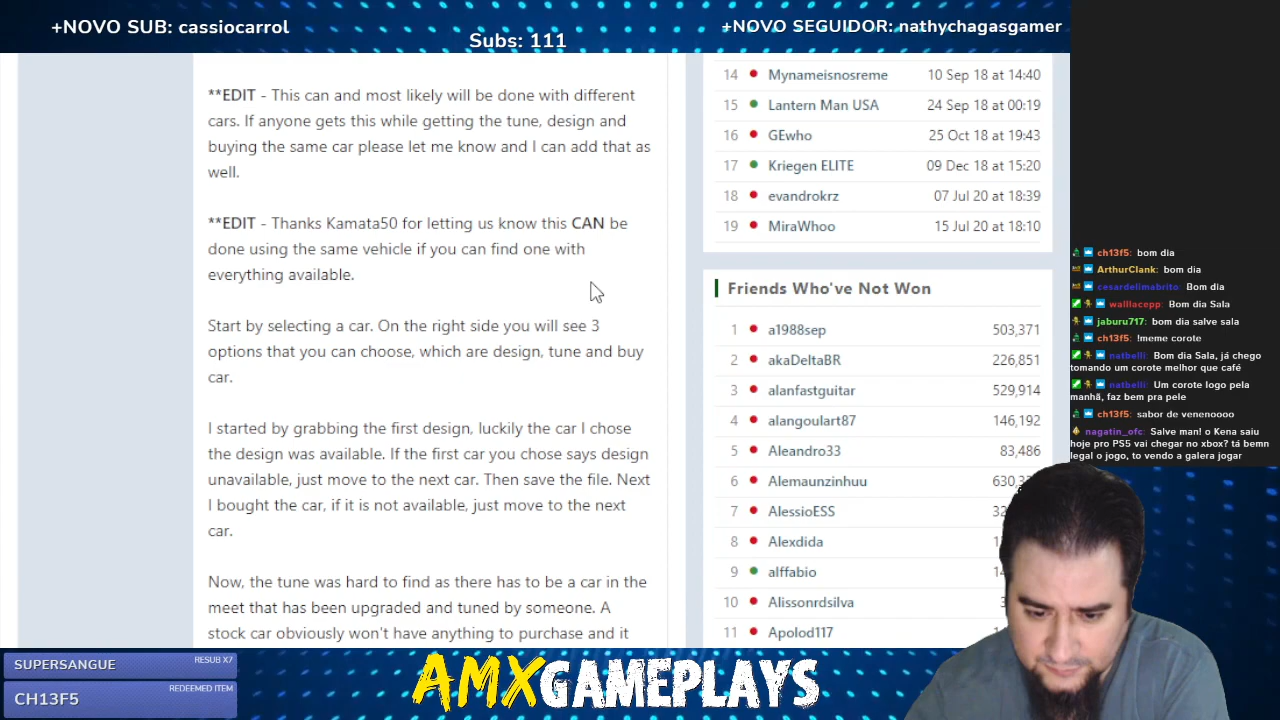 +NOVO SUB: cassiocarrol
Subs: 111
+NOVO SEGUIDOR: nathychagasgamer
**EDIT - This can and most likely will be done with different
cars. If anyone gets this while getting the tune, design and
buying the same car please let me know and I can add that as
well.
**EDIT - Thanks Kamata50 for letting us know this CAN be
done using the same vehicle if you can find one with
everything available.
Start by selecting a car. On the right side you will see 3
options that you can choose, which are design, tune and buy
car.
I started by grabbing the first design, luckily the car I chose
the design was available. If the first car you chose says design
unavailable, just move to the next car. Then save the file. Next
I bought the car, if it is not available, just move to the next
car.
Now, the tune was hard to find as there has to be a car in the
meet that has been upgraded and tuned by someone. A
stock car obviously won't have anything to purchase and it
14 Mynameisnosreme 10 Sep 18 at 14:40
15 Lantern Man USA 24 Sep 18 at 00:19
16 GEwho 25 Oct 18 at 19:43
17 Kriegen ELITE 09 Dec 18 at 15:20
18 evandrokrz 07 Jul 20 at 18:39
19 MiraWhoo 15 Jul 20 at 18:10
Friends Who've Not Won
1 a1988sep 503,371
2 akaDeltaBR 226,851
3 alanfastguitar 529,914
4 alangoulart87 146,192
5 Aleandro33 83,486
6 Alemaunzinhuu
7 AlessioESS
8 Alexdida
9 alffabio
10 Alissonrdsilva
11 Apolod117
ch13f5: bom dia
ArthurClank: bom dia
cesardelimabrito: Bom dia
walllacepp: Bom dia Sala
jaburu717: bom dia salve sala
ch13f5: !meme corote
natbelli: Bom dia Sala, já chego
tomando um corote melhor que café
natbelli: Um corote logo pela
manhã, faz bem pra pele
ch13f5: sabor de venenoooo
nagatin_ofc: Salve man! o Kena saiu
hoje pro PS5 vai chegar no xbox? tá bemn
legal o jogo, to vendo a galera jogar
SUPERSANGUE RESUB X7
CH13F5 REDEEMED ITEM
AMXGAMEPLAYS